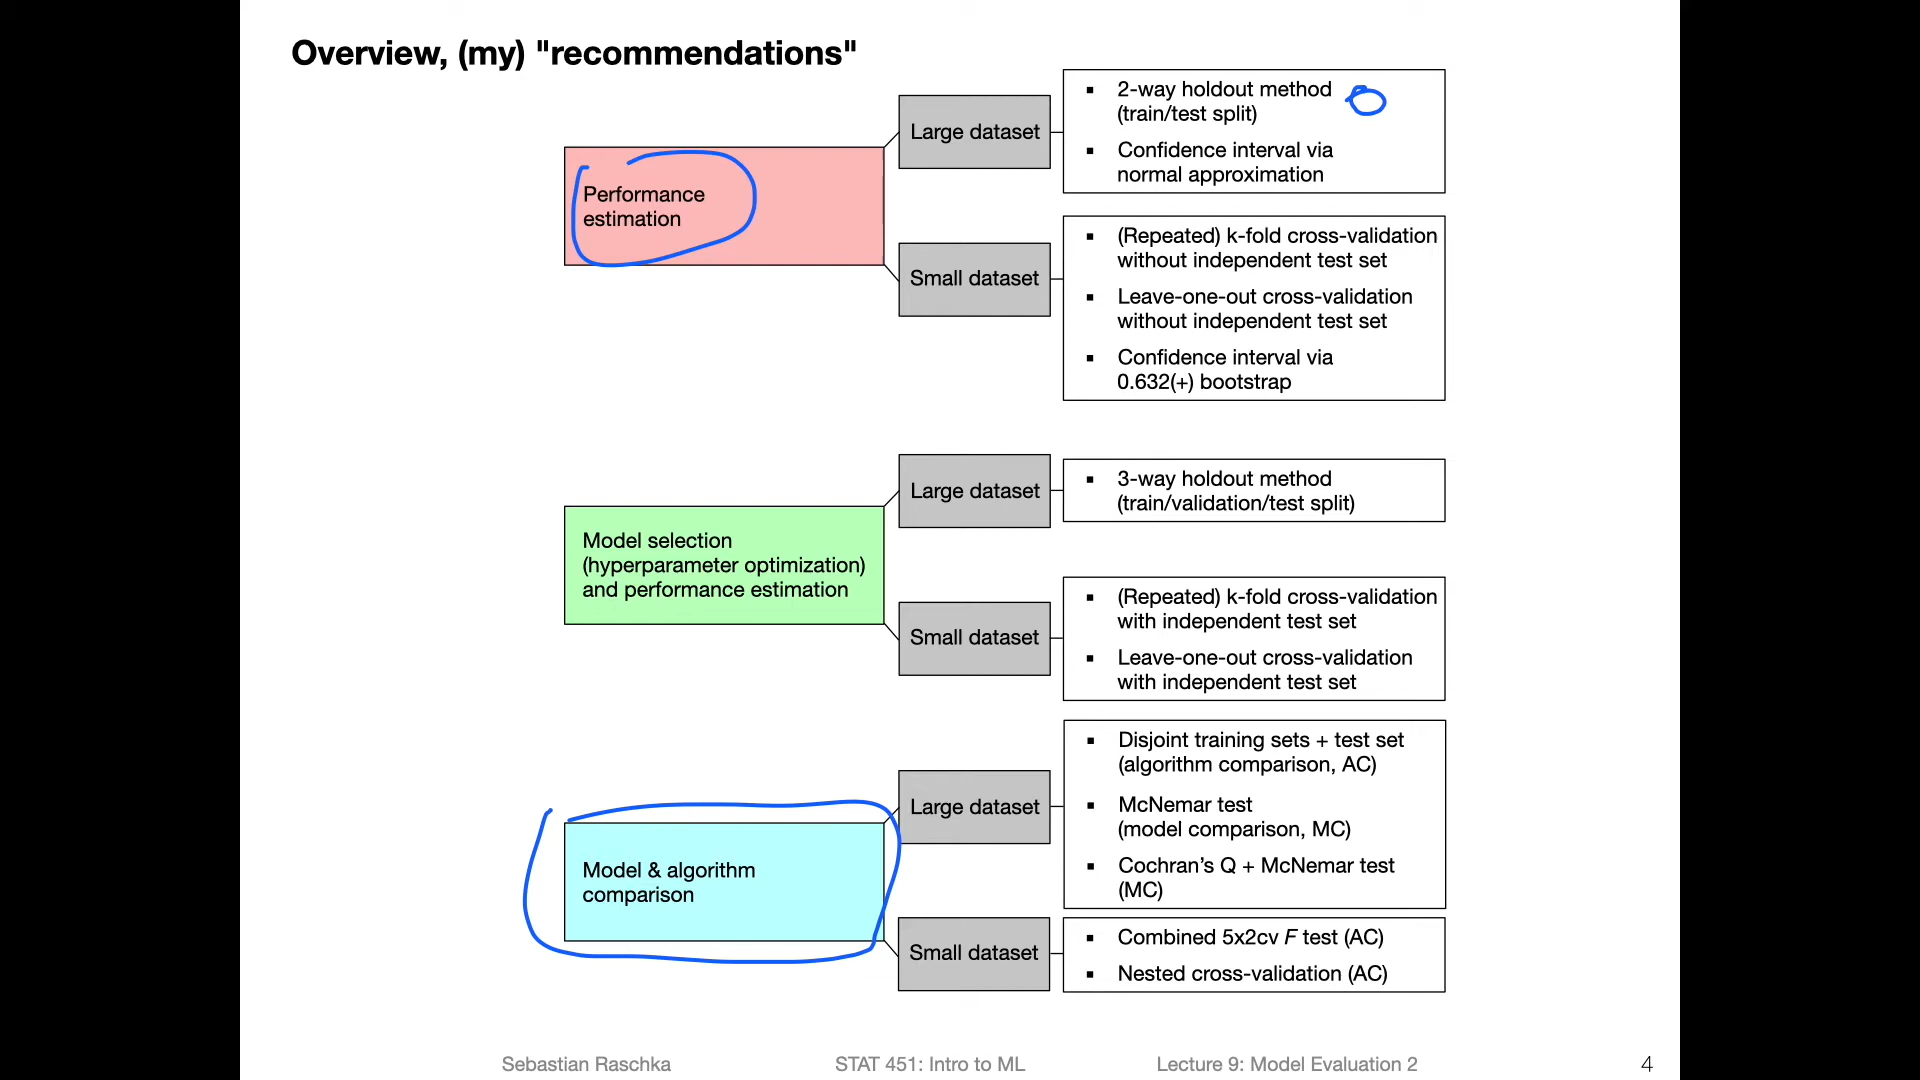 Overview, (my) "recommendations"
Performance
estimation
Large dataset
▪ 2-way holdout method
(train/test split)
▪ Confidence interval via
normal approximation
Small dataset
▪ (Repeated) k-fold cross-validation
without independent test set
▪ Leave-one-out cross-validation
without independent test set
▪ Confidence interval via
0.632(+) bootstrap
Model selection
(hyperparameter optimization)
and performance estimation
Large dataset
▪ 3-way holdout method
(train/validation/test split)
Small dataset
▪ (Repeated) k-fold cross-validation
with independent test set
▪ Leave-one-out cross-validation
with independent test set
Model & algorithm
comparison
Large dataset
▪ Disjoint training sets + test set
(algorithm comparison, AC)
▪ McNemar test
(model comparison, MC)
▪ Cochran’s Q + McNemar test
(MC)
Small dataset
▪ Combined 5x2cv F test (AC)
▪ Nested cross-validation (AC)
Sebastian Raschka STAT 451: Intro to ML Lecture 9: Model Evaluation 2 4